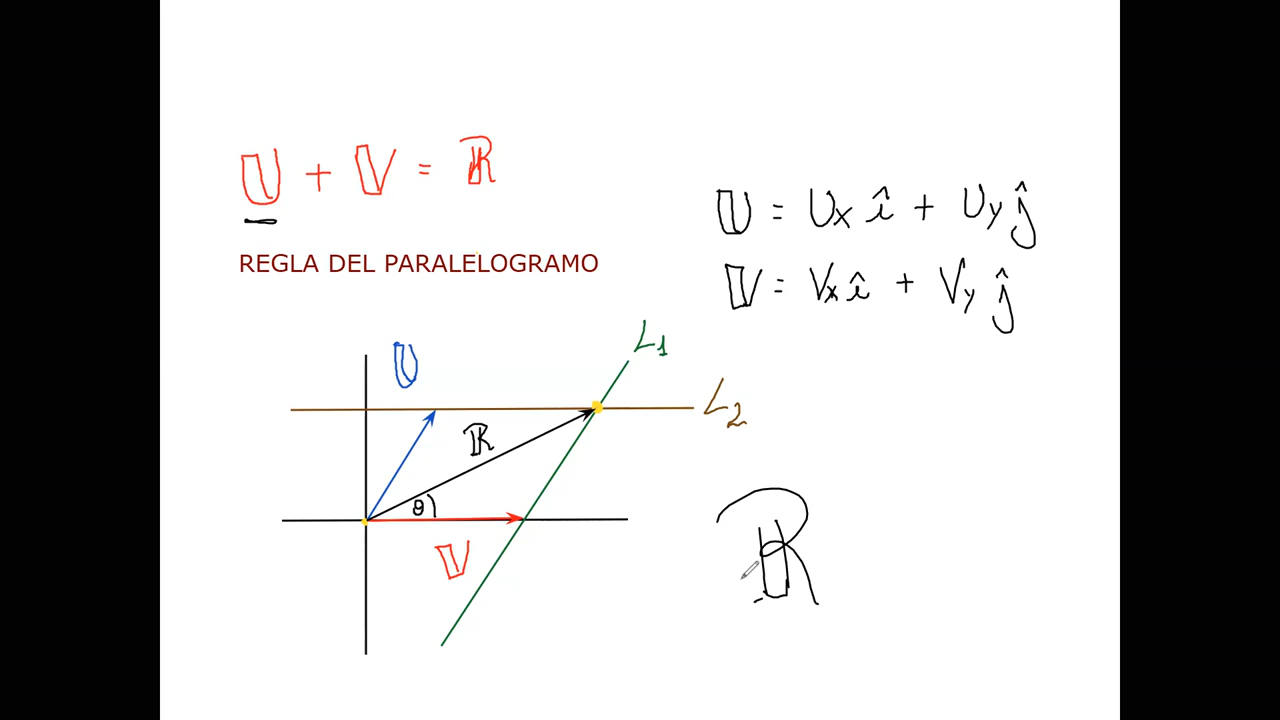 𝕌 + 𝕍 = ℝ
REGLA DEL PARALELOGRAMO
𝕌 = Ux î + Uy ĵ
𝕍 = Vx î + Vy ĵ
L1
𝕌
L2
ℝ
θ
𝕍
ℝ